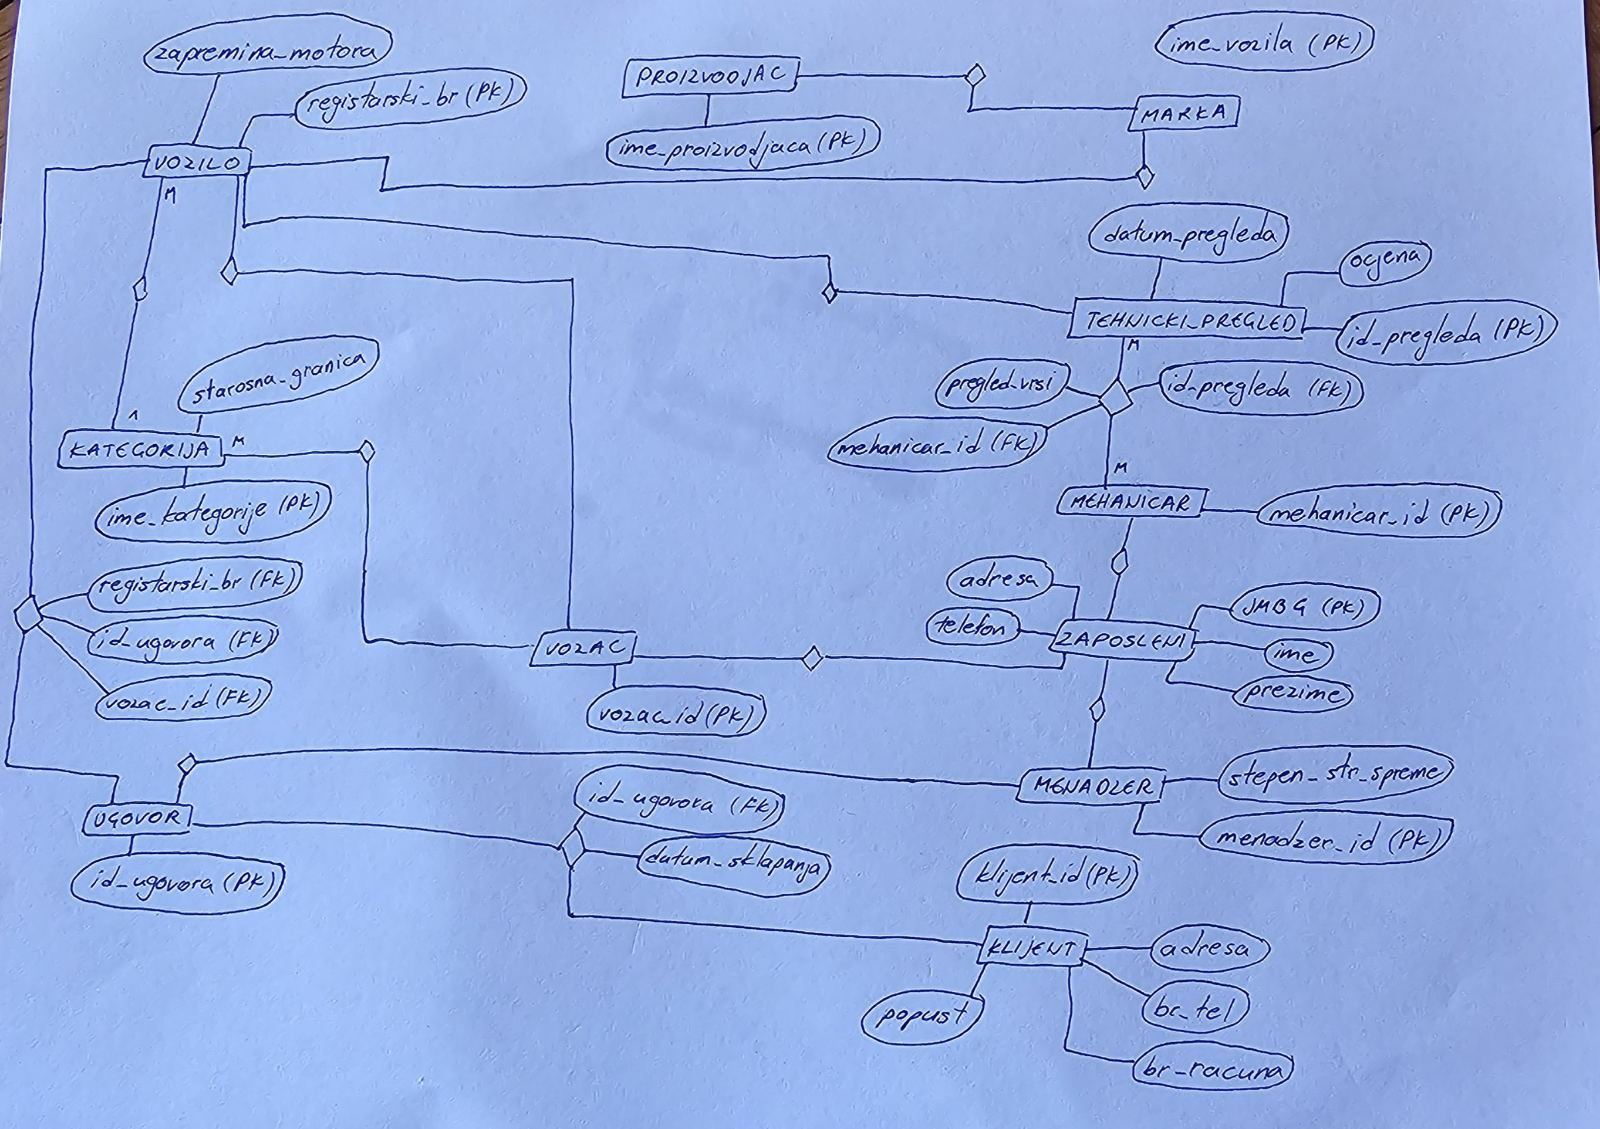 zapremina_motora
registarski_br (PK)
VOZILO
M
PROIZVODJAC
ime_proizvodjaca (PK)
ime_vozila (PK)
MARKA
datum_pregleda
ocjena
TEHNICKI_PREGLED
id_pregleda (PK)
M
pregled_vrsi
id_pregleda (FK)
mehanicar_id (FK)
M
MEHANICAR
mehanicar_id (PK)
starosna_granica
1
KATEGORIJA
M
ime_kategorije (PK)
registarski_br (FK)
id_ugovora (FK)
vozac_id (FK)
VOZAC
vozac_id (PK)
adresa
telefon
ZAPOSLENI
JMBG (PK)
ime
prezime
MENADZER
stepen_str_spreme
menadzer_id (PK)
UGOVOR
id_ugovora (PK)
id_ugovora (FK)
datum_sklapanja
klijent_id (PK)
KLIJENT
adresa
br_tel
br_racuna
popust